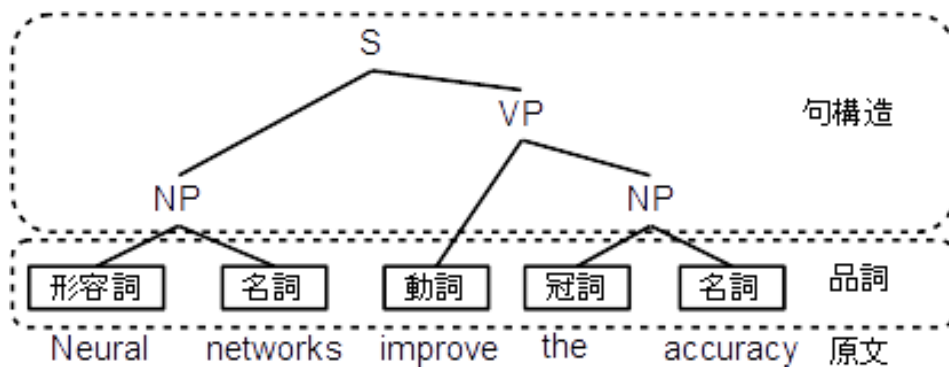 S
VP
句構造
NP NP
形容詞 名詞 動詞 冠詞 名詞 品詞
Neural networks improve the accuracy 原文